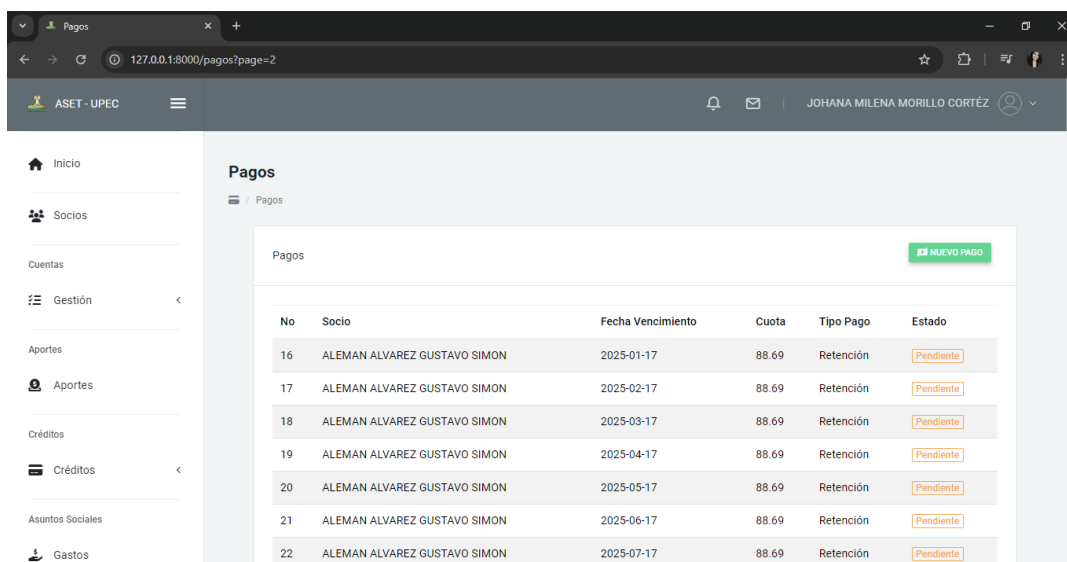 Pagos
127.0.0.1:8000/pagos?page=2
ASET - UPEC
JOHANA MILENA MORILLO CORTÉZ
Inicio
Socios
Cuentas
Gestión
Aportes
Aportes
Créditos
Créditos
Asuntos Sociales
Gastos
Pagos
/ Pagos
Pagos
NUEVO PAGO
No Socio Fecha Vencimiento Cuota Tipo Pago Estado
16 ALEMAN ALVAREZ GUSTAVO SIMON 2025-01-17 88.69 Retención Pendiente
17 ALEMAN ALVAREZ GUSTAVO SIMON 2025-02-17 88.69 Retención Pendiente
18 ALEMAN ALVAREZ GUSTAVO SIMON 2025-03-17 88.69 Retención Pendiente
19 ALEMAN ALVAREZ GUSTAVO SIMON 2025-04-17 88.69 Retención Pendiente
20 ALEMAN ALVAREZ GUSTAVO SIMON 2025-05-17 88.69 Retención Pendiente
21 ALEMAN ALVAREZ GUSTAVO SIMON 2025-06-17 88.69 Retención Pendiente
22 ALEMAN ALVAREZ GUSTAVO SIMON 2025-07-17 88.69 Retención Pendiente